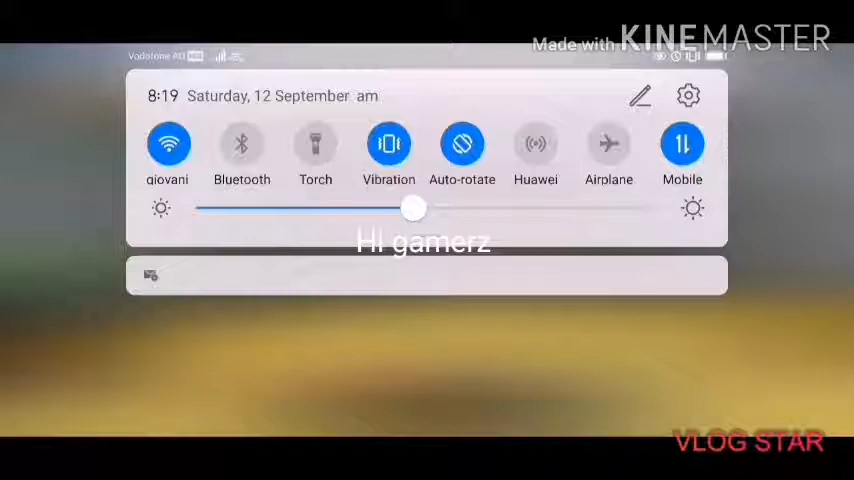 Made with KINEMASTER
Vodafone AU
8:19 Saturday, 12 September am
giovani Bluetooth Torch Vibration Auto-rotate Huawei Airplane Mobile
HI gamerz
VLOG STAR